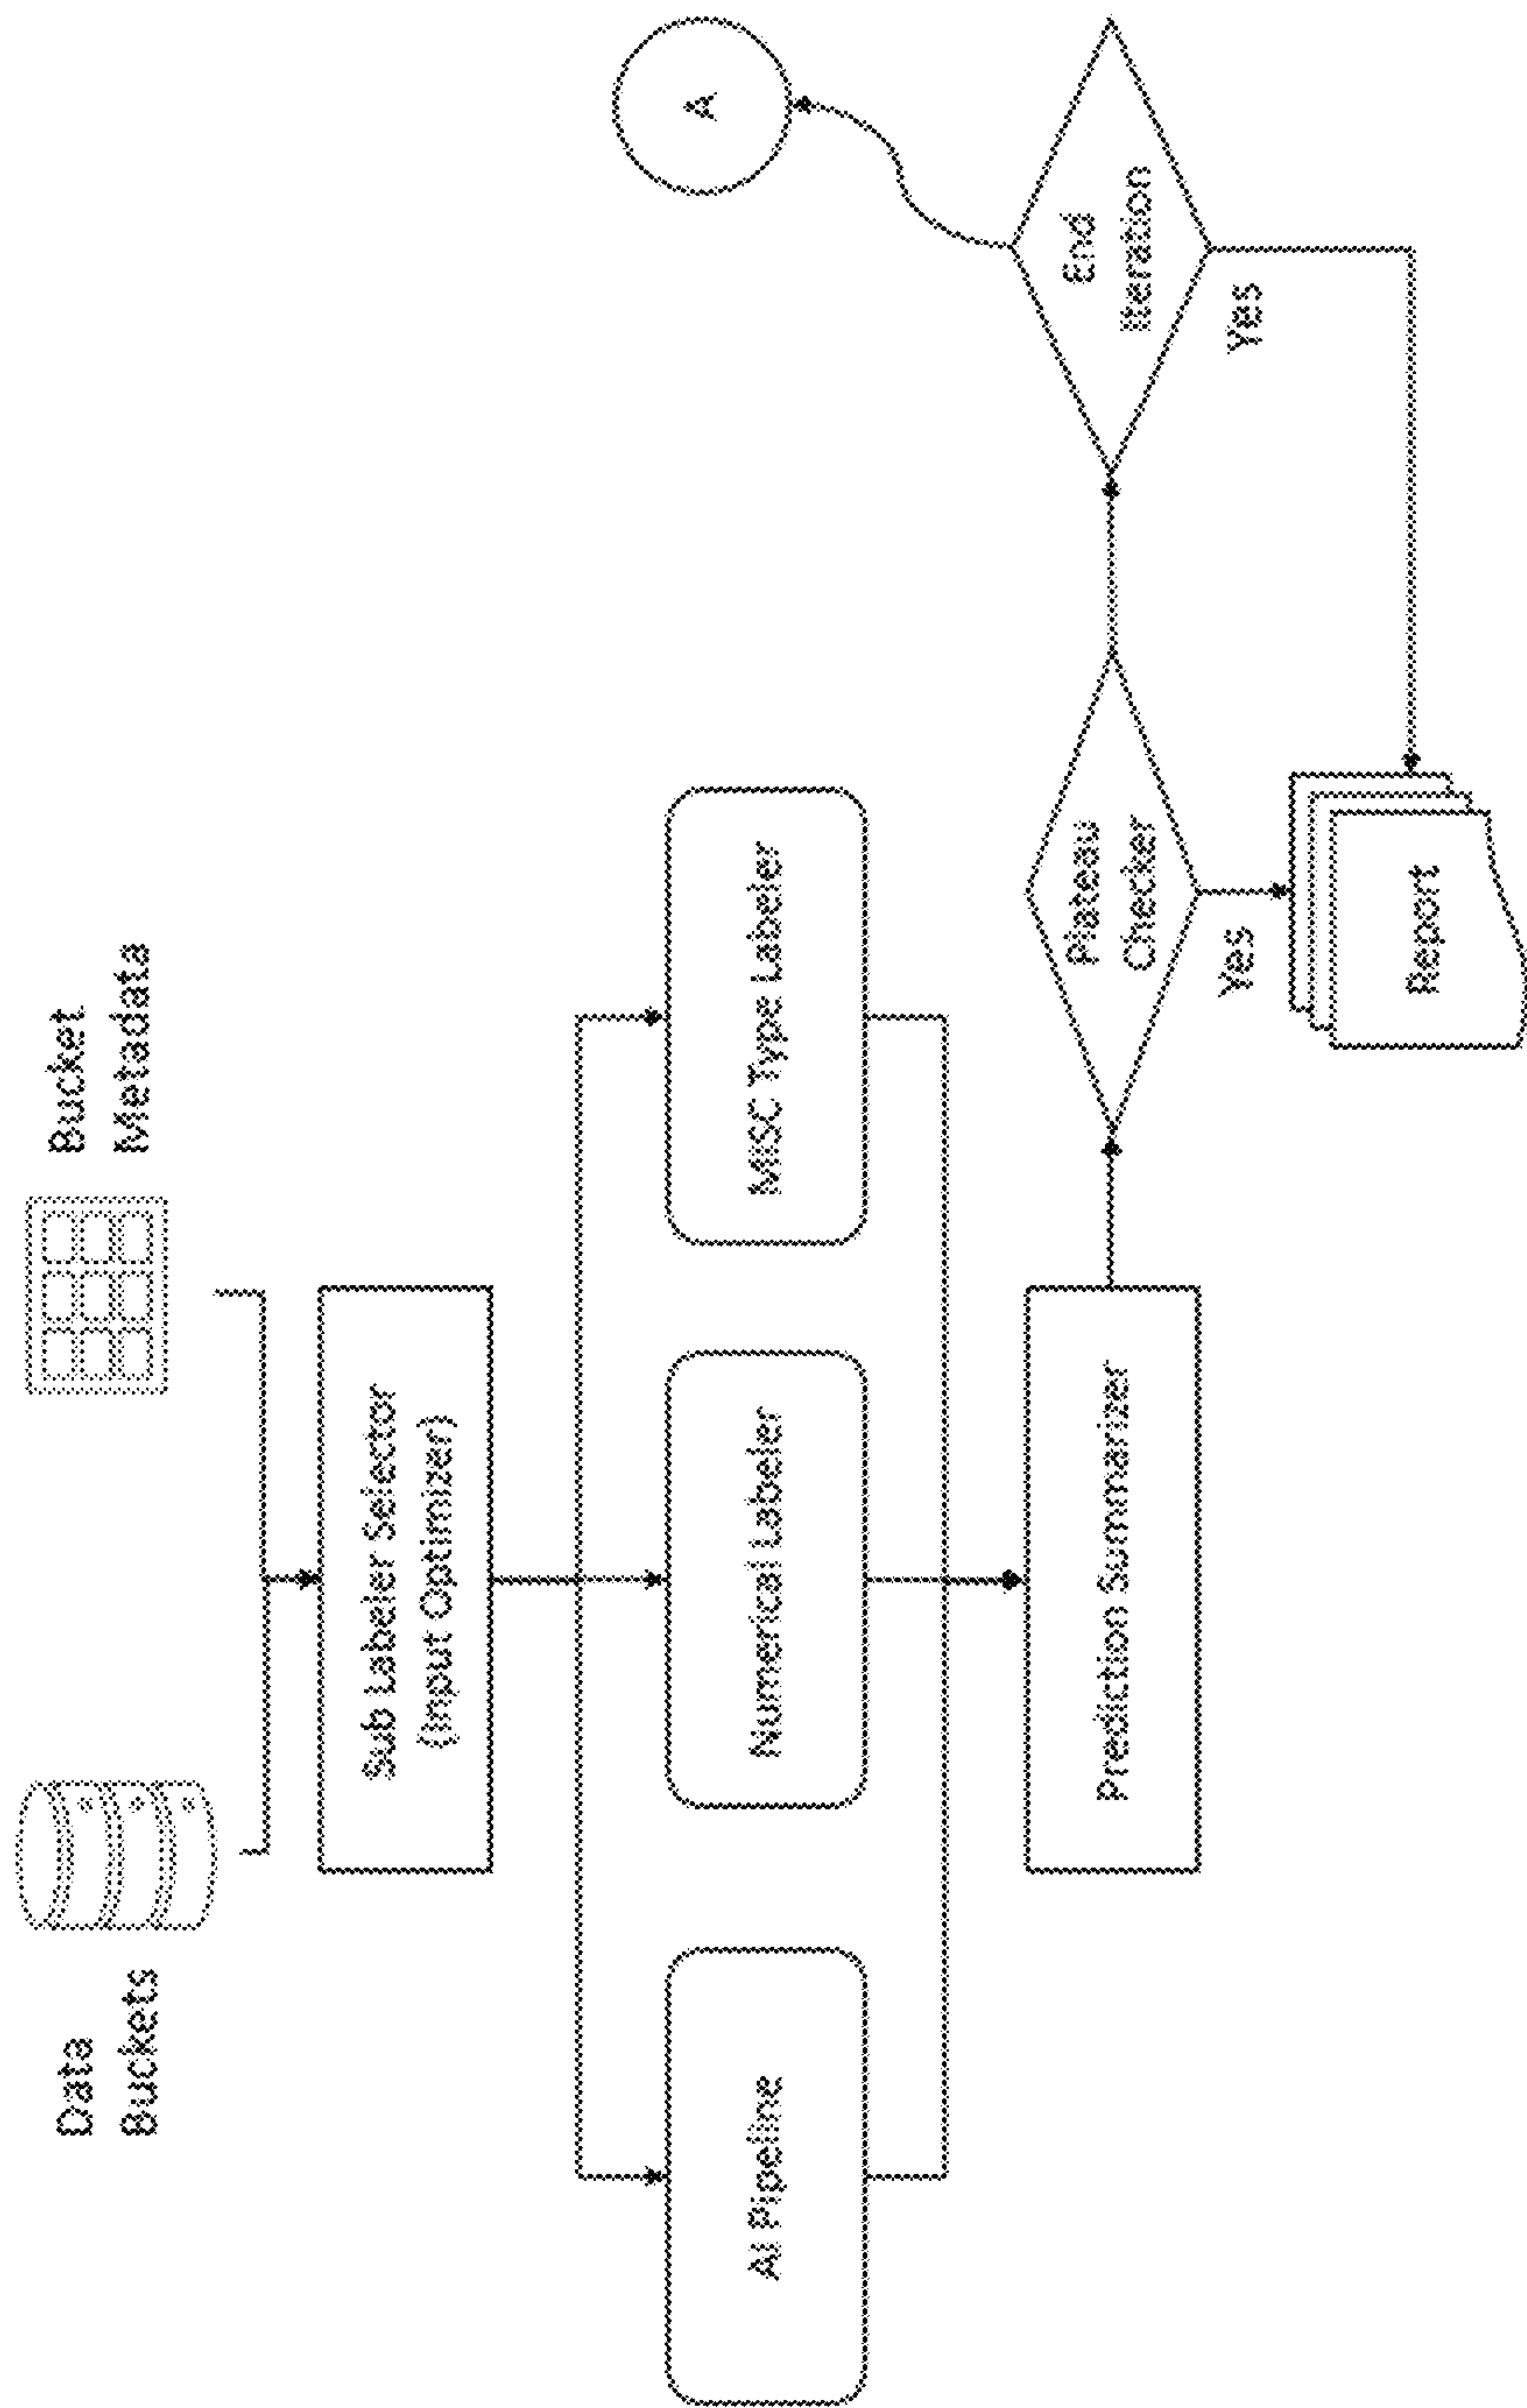 Data
Buckets
Bucket
Metadata
Sub Labeler Selector
(Input Optimizer)
AI Pipeline
Numerical Labeler
MISC Type Labeler
A
Prediction Summarizer
Plateau
Checker
End
Iteration
Yes
Yes
Report